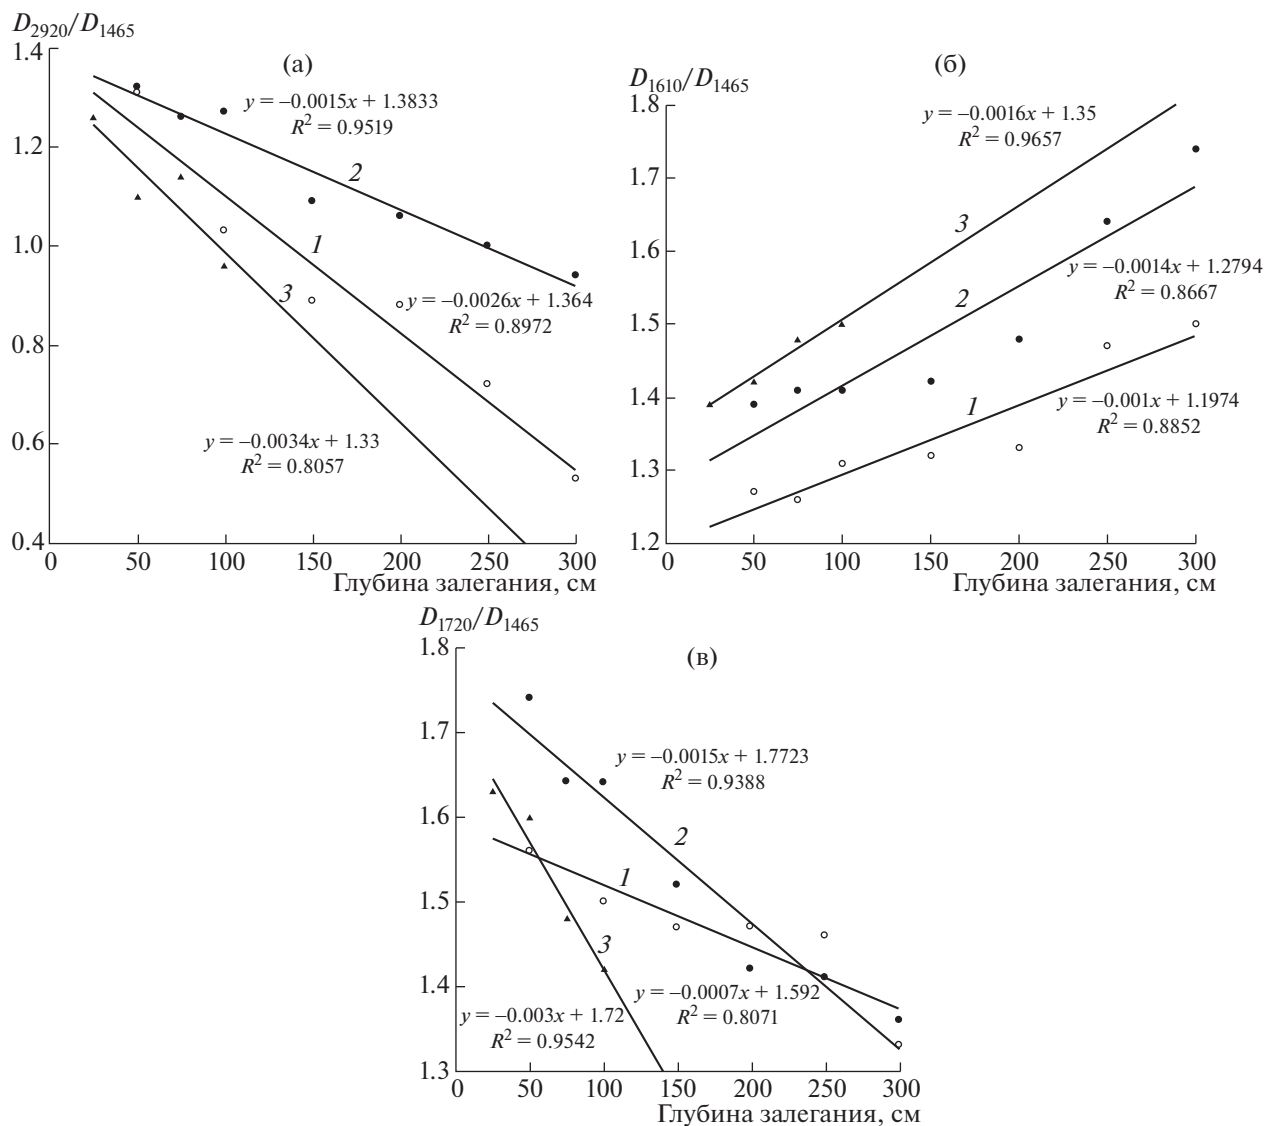 D2920/D1465
(а)
1.4
1.2
1.0
0.8
0.6
0.4
y = –0.0015x + 1.3833
R² = 0.9519
2
1
3
y = –0.0026x + 1.364
R² = 0.8972
y = –0.0034x + 1.33
R² = 0.8057
0 50 100 150 200 250 300
Глубина залегания, см
D1610/D1465
(б)
1.8
1.7
1.6
1.5
1.4
1.3
1.2
y = –0.0016x + 1.35
R² = 0.9657
3
2
y = –0.0014x + 1.2794
R² = 0.8667
1
y = –0.001x + 1.1974
R² = 0.8852
0 50 100 150 200 250 300
Глубина залегания, см
D1720/D1465
(в)
1.8
1.7
1.6
1.5
1.4
1.3
y = –0.0015x + 1.7723
R² = 0.9388
2
1
3
y = –0.0007x + 1.592
R² = 0.8071
y = –0.003x + 1.72
R² = 0.9542
0 50 100 150 200 250 300
Глубина залегания, см